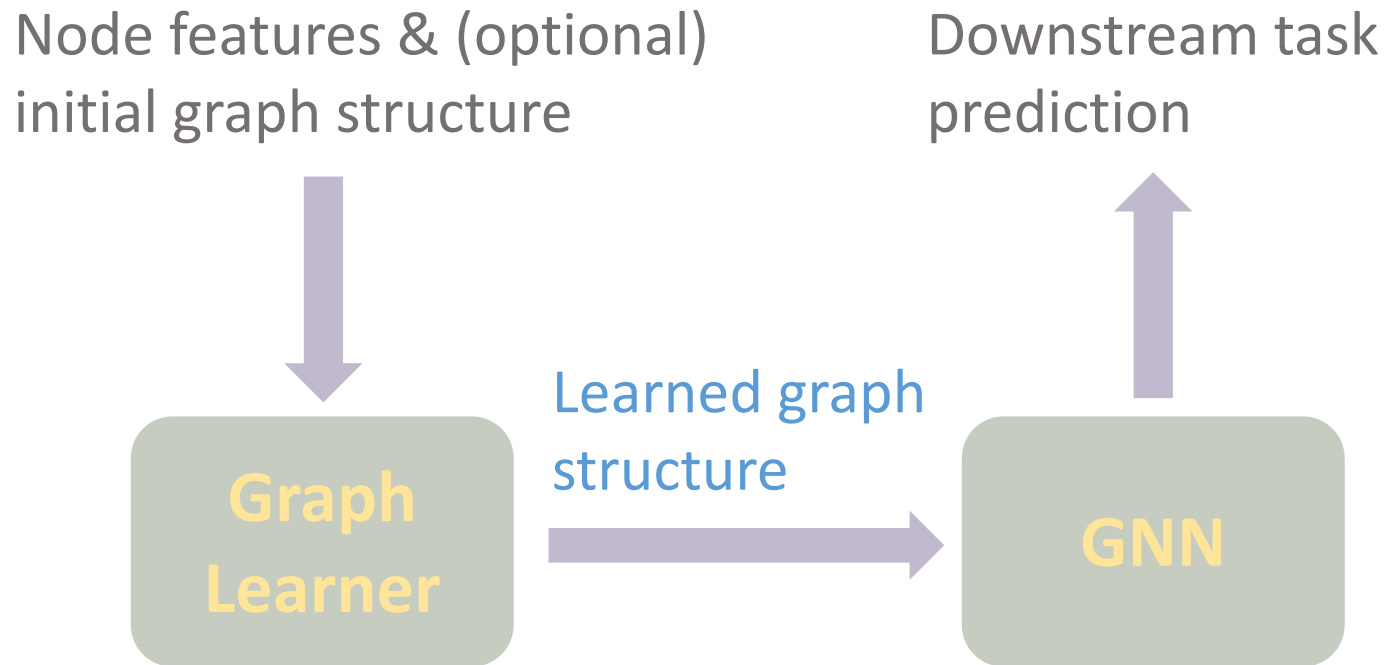 Node features & (optional)
initial graph structure
Downstream task
prediction
Learned graph
structure
Graph
Learner
GNN